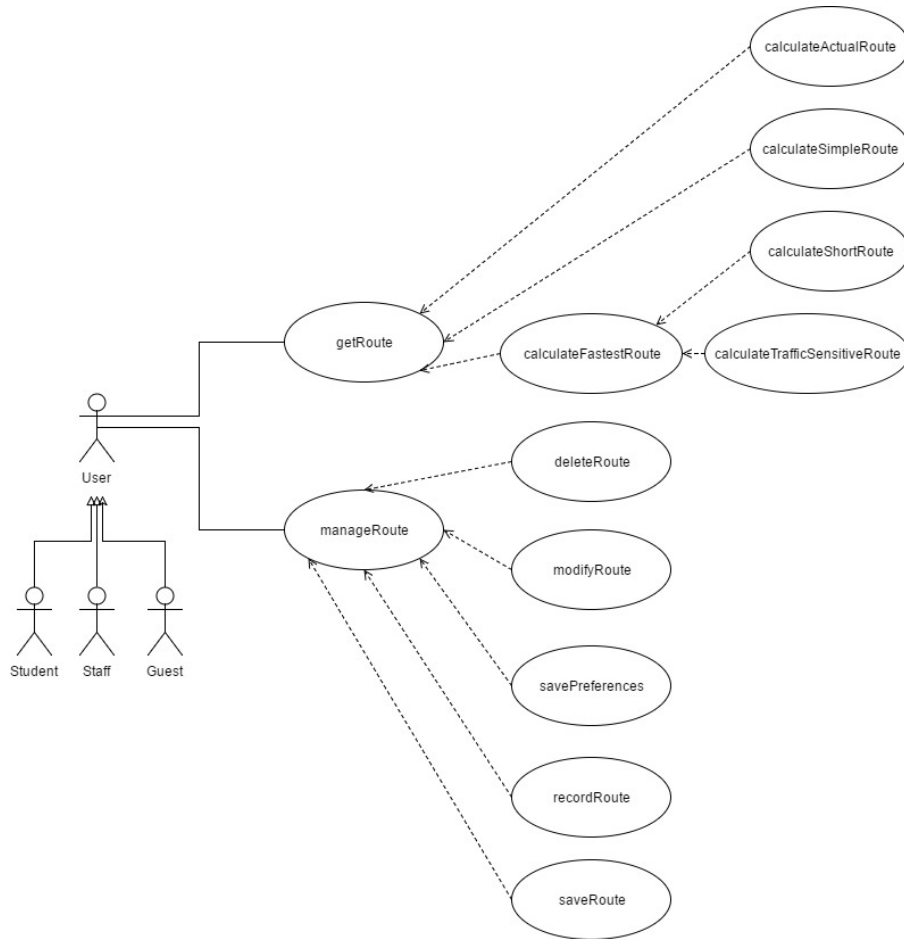 calculateActualRoute
calculateSimpleRoute
calculateShortRoute
getRoute
calculateFastestRoute
calculateTrafficSensitiveRoute
User
deleteRoute
manageRoute
modifyRoute
Student
Staff
Guest
savePreferences
recordRoute
saveRoute